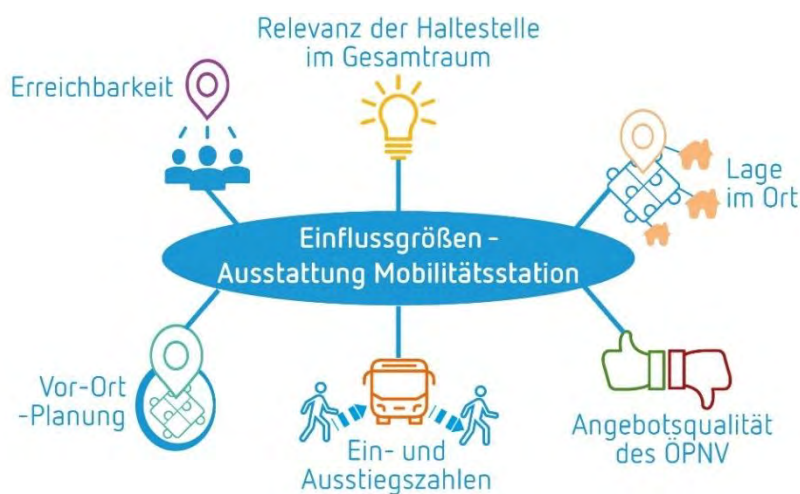 Relevanz der Haltestelle
im Gesamtraum
Erreichbarkeit
Lage
im Ort
Einflussgrößen -
Ausstattung Mobilitätsstation
Vor-Ort
-Planung
Ein- und
Ausstiegszahlen
Angebotsqualität
des ÖPNV